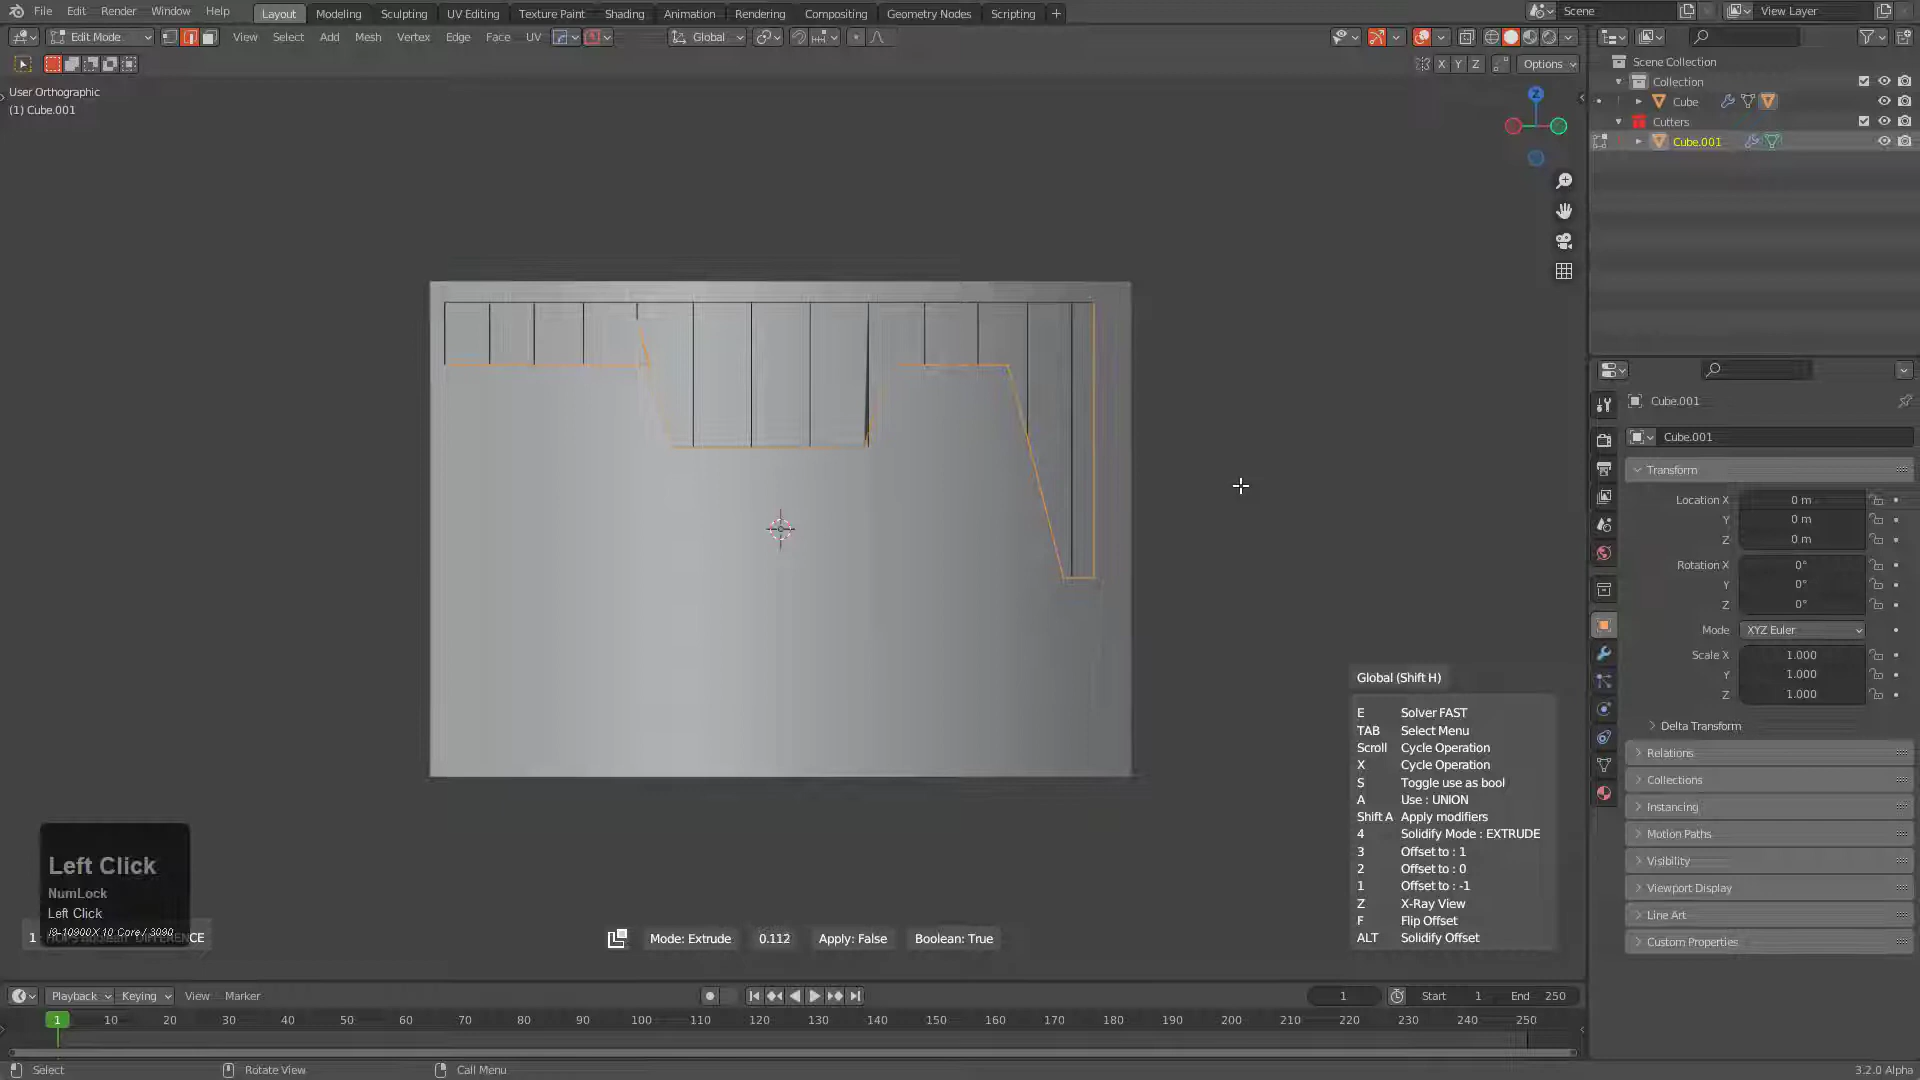 File Edit Render Window Help Layout Modeling Sculpting UV Editing Texture Paint Shading Animation Rendering Compositing Geometry Nodes Scripting + Scene View Layer
Edit Mode View Select Add Mesh Vertex Edge Face UV Global
X Y Z Options
User Orthographic
(1) Cube.001
Z
Scene Collection
Collection
Cube
Cutters
Cube.001
Cube.001
Cube.001
Transform
Location X 0 m
Y 0 m
Z 0 m
Rotation X 0°
Y 0°
Z 0°
Mode XYZ Euler
Scale X 1.000
Y 1.000
Z 1.000
Delta Transform
Relations
Collections
Instancing
Motion Paths
Visibility
Viewport Display
Line Art
Custom Properties
Global (Shift H)
E Solver FAST
TAB Select Menu
Scroll Cycle Operation
X Cycle Operation
S Toggle use as bool
A Use : UNION
Shift A Apply modifiers
4 Solidify Mode : EXTRUDE
3 Offset to : 1
2 Offset to : 0
1 Offset to : -1
Z X-Ray View
F Flip Offset
ALT Solidify Offset
Left Click
NumLock
Left Click
i9-10900X 10 Core / 3090
1
Mode: Extrude 0.112 Apply: False Boolean: True
Playback Keying View Marker 1 Start 1 End 250
1 10 20 30 40 50 60 70 80 90 100 110 120 130 140 150 160 170 180 190 200 210 220 230 240 250
Select Rotate View Call Menu 3.2.0 Alpha